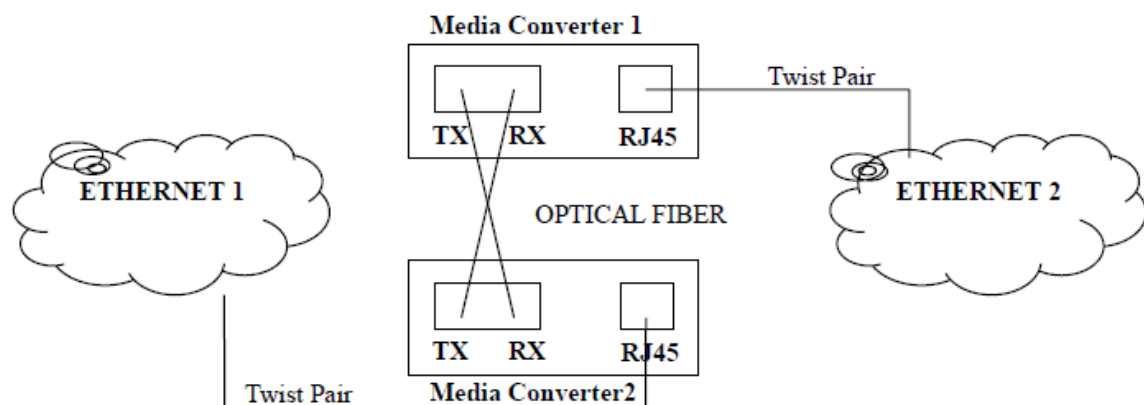 Media Converter 1
Twist Pair
TX RX RJ45
ETHERNET 1
ETHERNET 2
OPTICAL FIBER
TX RX RJ45
Twist Pair
Media Converter2